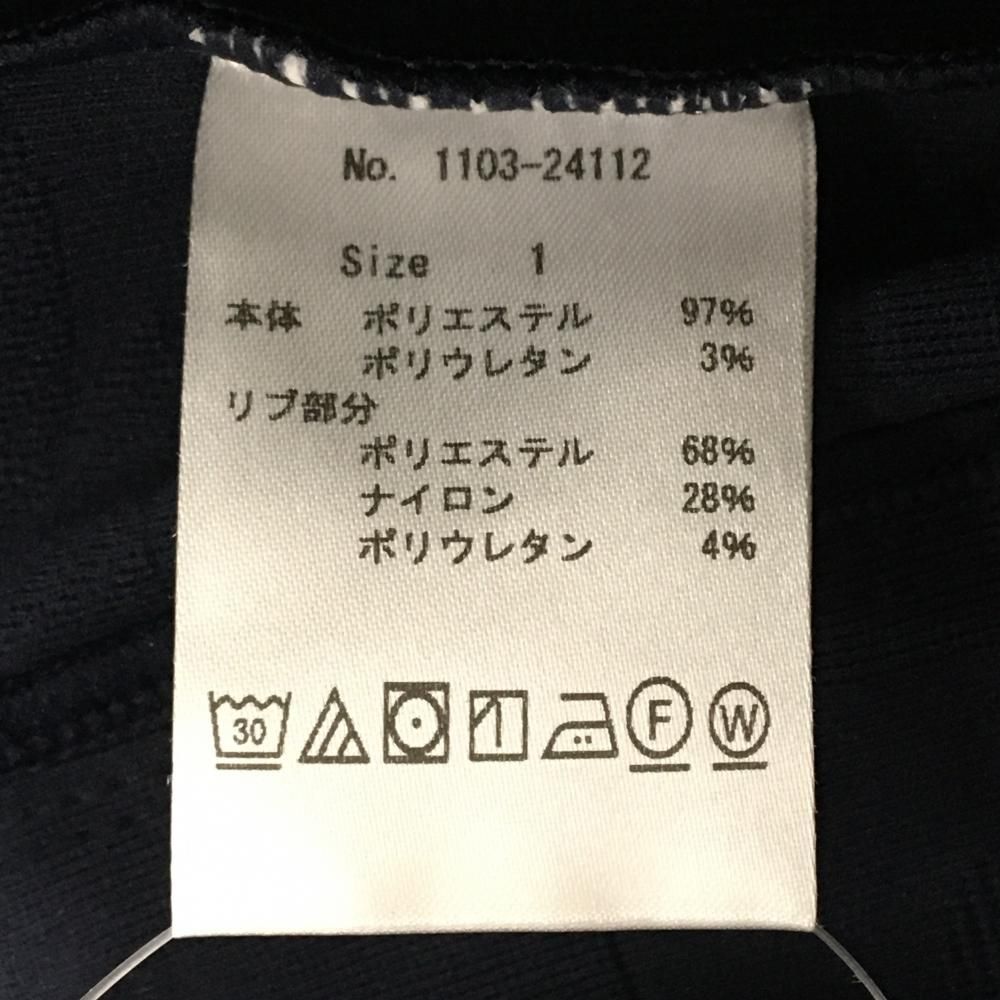 No. 1103-24112
Size 1
本体 ポリエステル 97%
ポリウレタン 3%
リブ部分
ポリエステル 68%
ナイロン 28%
ポリウレタン 4%
30 F W